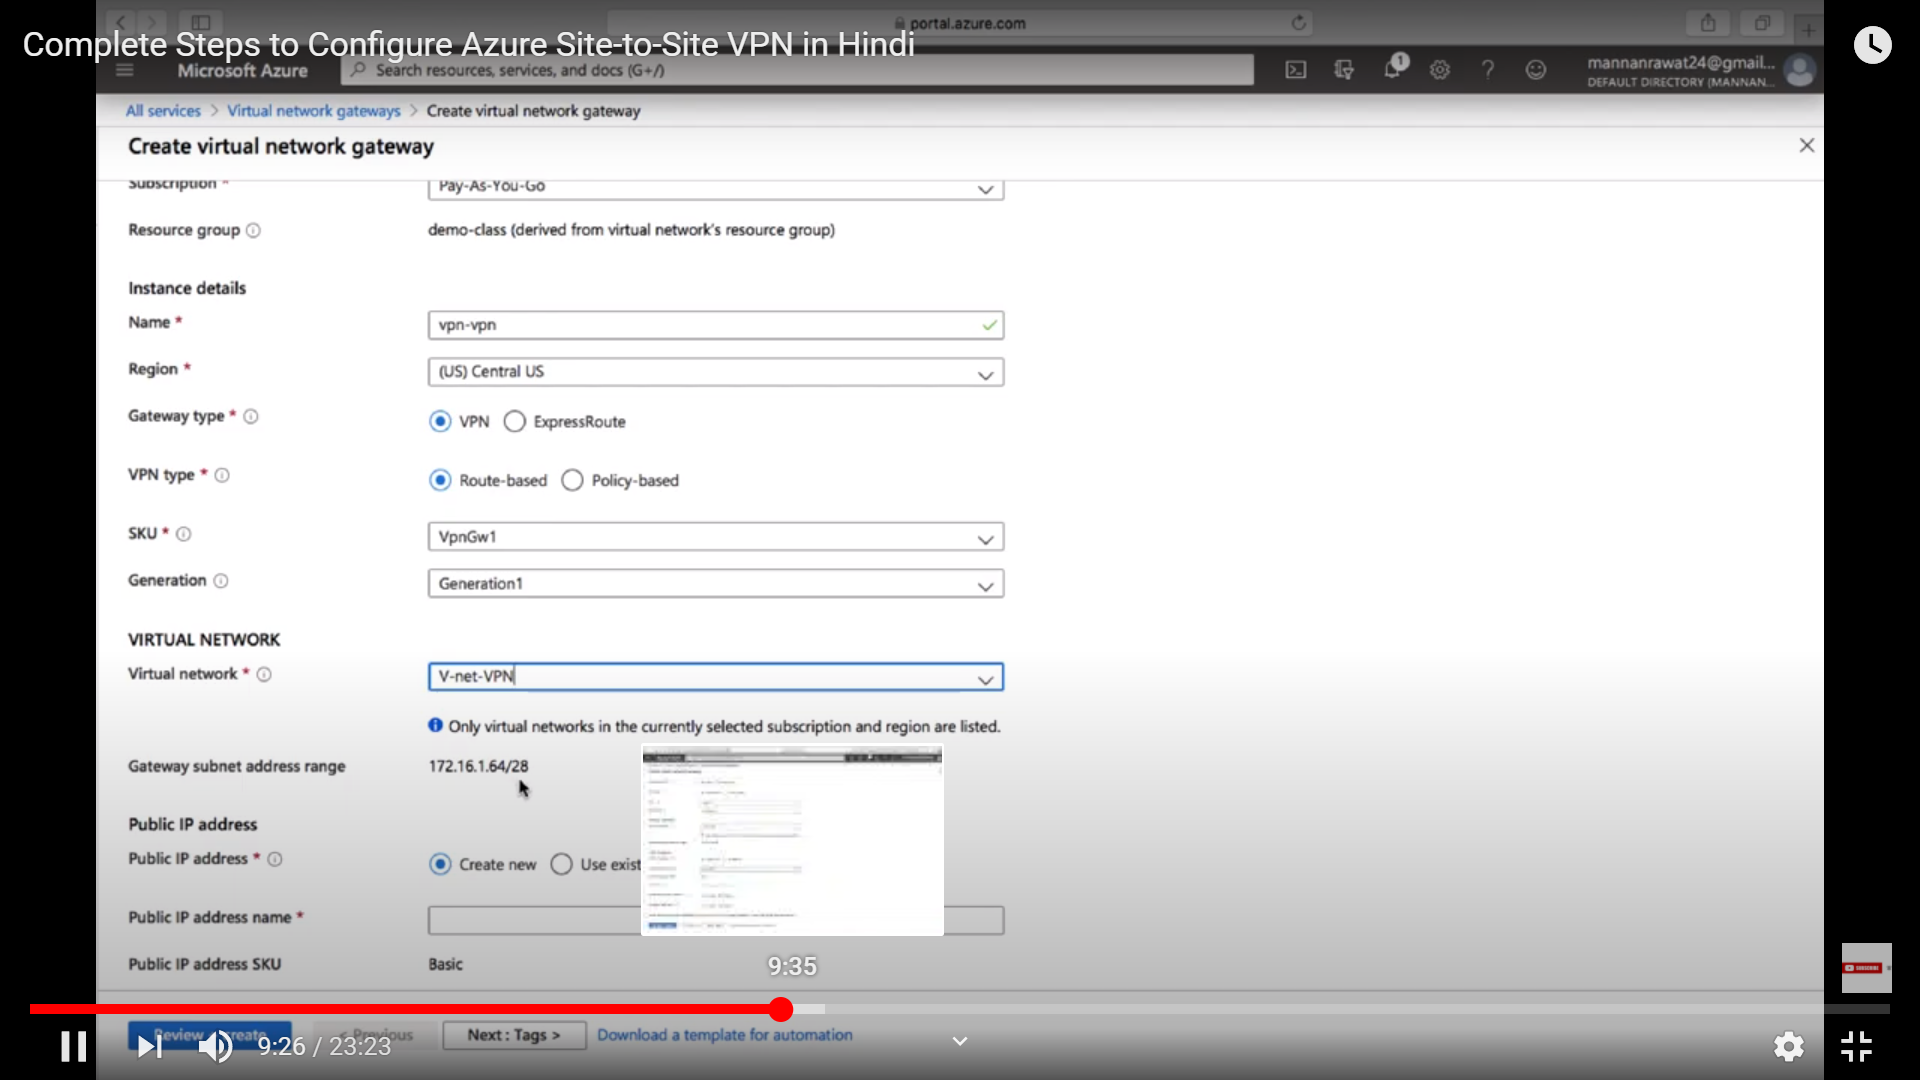 portal.azure.com
Complete Steps to Configure Azure Site-to-Site VPN in Hindi
Microsoft Azure
Search resources, services, and docs (G+/)
1
mannanrawat24@gmail...
DEFAULT DIRECTORY (MANNAN...
All services > Virtual network gateways > Create virtual network gateway
Create virtual network gateway
Subscription *
Pay-As-You-Go
Resource group
demo-class (derived from virtual network's resource group)
Instance details
Name *
vpn-vpn
Region *
(US) Central US
Gateway type *
VPN ExpressRoute
VPN type *
Route-based Policy-based
SKU *
VpnGw1
Generation
Generation1
VIRTUAL NETWORK
Virtual network *
V-net-VPN
Only virtual networks in the currently selected subscription and region are listed.
Gateway subnet address range
172.16.1.64/28
Public IP address
Public IP address *
Create new Use exist
Public IP address name *
Public IP address SKU
Basic
9:35
SUBSCRIBE
Review + create
< Previous
Next : Tags >
Download a template for automation
9:26 / 23:23